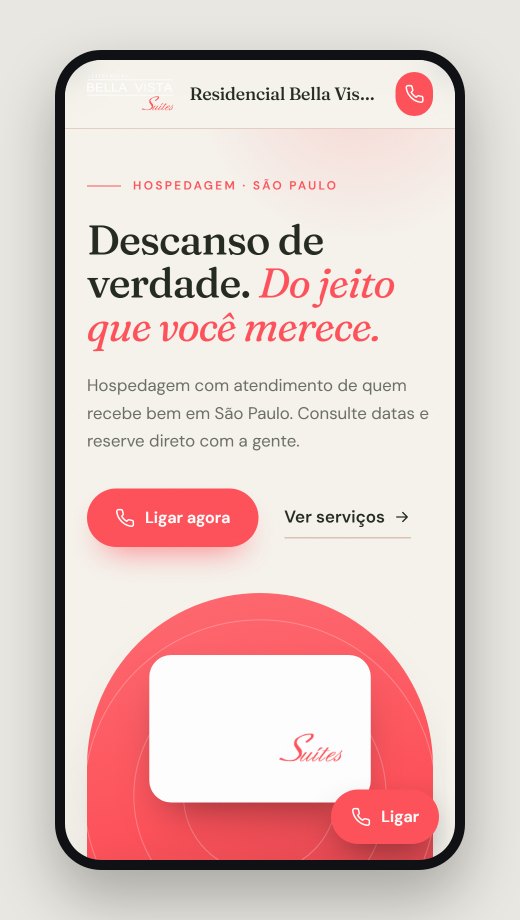 BELLA VISTA
Suítes
Residencial Bella Vis...
HOSPEDAGEM · SÃO PAULO
Descanso de
verdade. Do jeito
que você merece.
Hospedagem com atendimento de quem
recebe bem em São Paulo. Consulte datas e
reserve direto com a gente.
Ligar agora
Ver serviços →
Suítes
Ligar